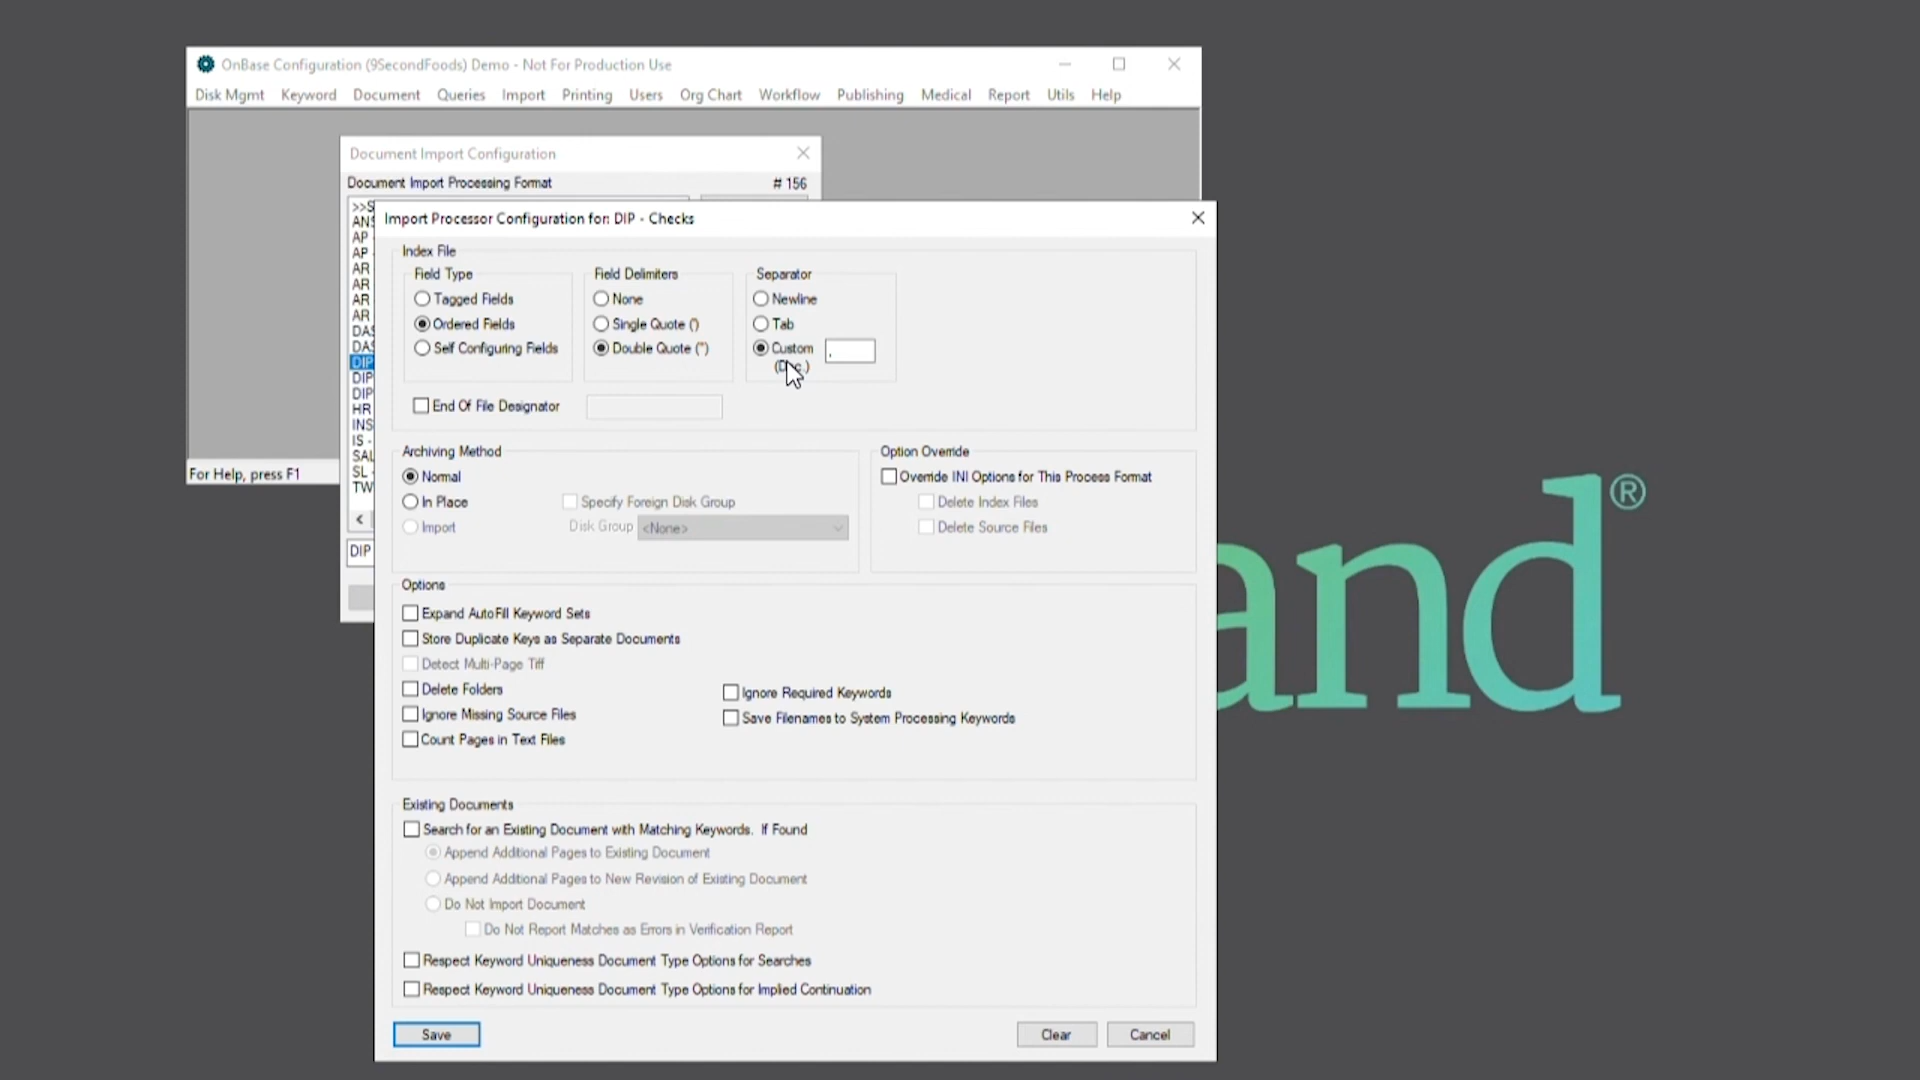 OnBase Configuration (9SecondFoods) Demo - Not For Production Use
Disk Mgmt Keyword Document Queries Import Printing Users Org Chart Workflow Publishing Medical Report Utils Help
Document Import Configuration
Document Import Processing Format # 156
>>S
ANS
AP
AP
AR
AR
AR
AR
DAS
DAS
DIP
DIP
DIP
HR
INS
IS -
SAL
SL -
TW
DIP
For Help, press F1
Import Processor Configuration for: DIP - Checks
Index File
Field Type Field Delimiters Separator
Tagged Fields None Newline
Ordered Fields Single Quote (') Tab
Self Configuring Fields Double Quote (") Custom ,
End Of File Designator
Archiving Method Option Override
Normal Override INI Options for This Process Format
In Place Specify Foreign Disk Group Delete Index Files
Import Disk Group <None> Delete Source Files
Options
Expand AutoFill Keyword Sets
Store Duplicate Keys as Separate Documents
Detect Multi-Page Tiff
Delete Folders Ignore Required Keywords
Ignore Missing Source Files Save Filenames to System Processing Keywords
Count Pages in Text Files
Existing Documents
Search for an Existing Document with Matching Keywords. If Found
Append Additional Pages to Existing Document
Append Additional Pages to New Revision of Existing Document
Do Not Import Document
Do Not Report Matches as Errors in Verification Report
Respect Keyword Uniqueness Document Type Options for Searches
Respect Keyword Uniqueness Document Type Options for Implied Continuation
Save Clear Cancel
and®